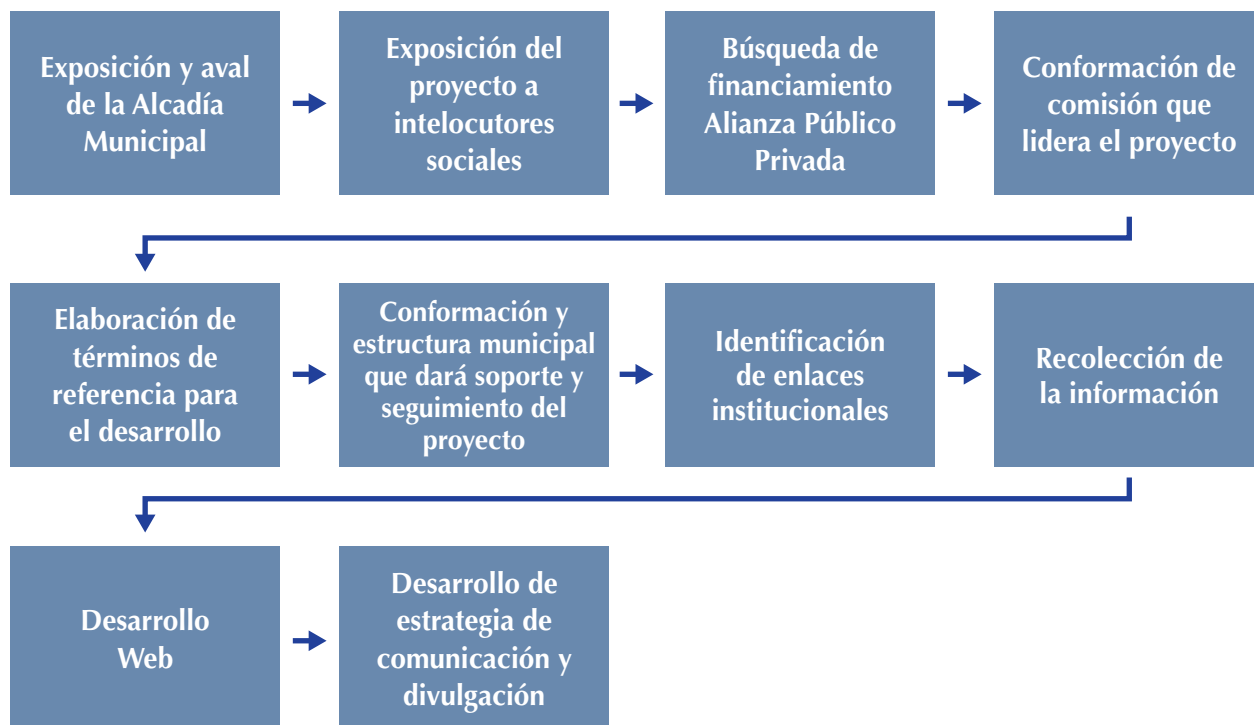 Exposición y aval
de la Alcadía
Municipal
Exposición del
proyecto a
intelocutores
sociales
Búsqueda de
financiamiento
Alianza Público
Privada
Conformación de
comisión que
lidera el proyecto
Elaboración de
términos de
referencia para
el desarrollo
Conformación y
estructura municipal
que dará soporte y
seguimiento del
proyecto
Identificación
de enlaces
institucionales
Recolección de
la información
Desarrollo
Web
Desarrollo de
estrategia de
comunicación y
divulgación